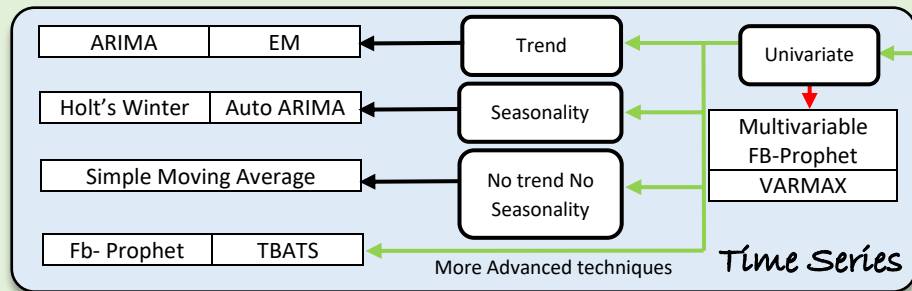 ARIMA
EM
Trend
Univariate
Holt's Winter
Auto ARIMA
Seasonality
Multivariable
FB-Prophet
VARMAX
Simple Moving Average
No trend No
Seasonality
Fb- Prophet
TBATS
More Advanced techniques
Time Series